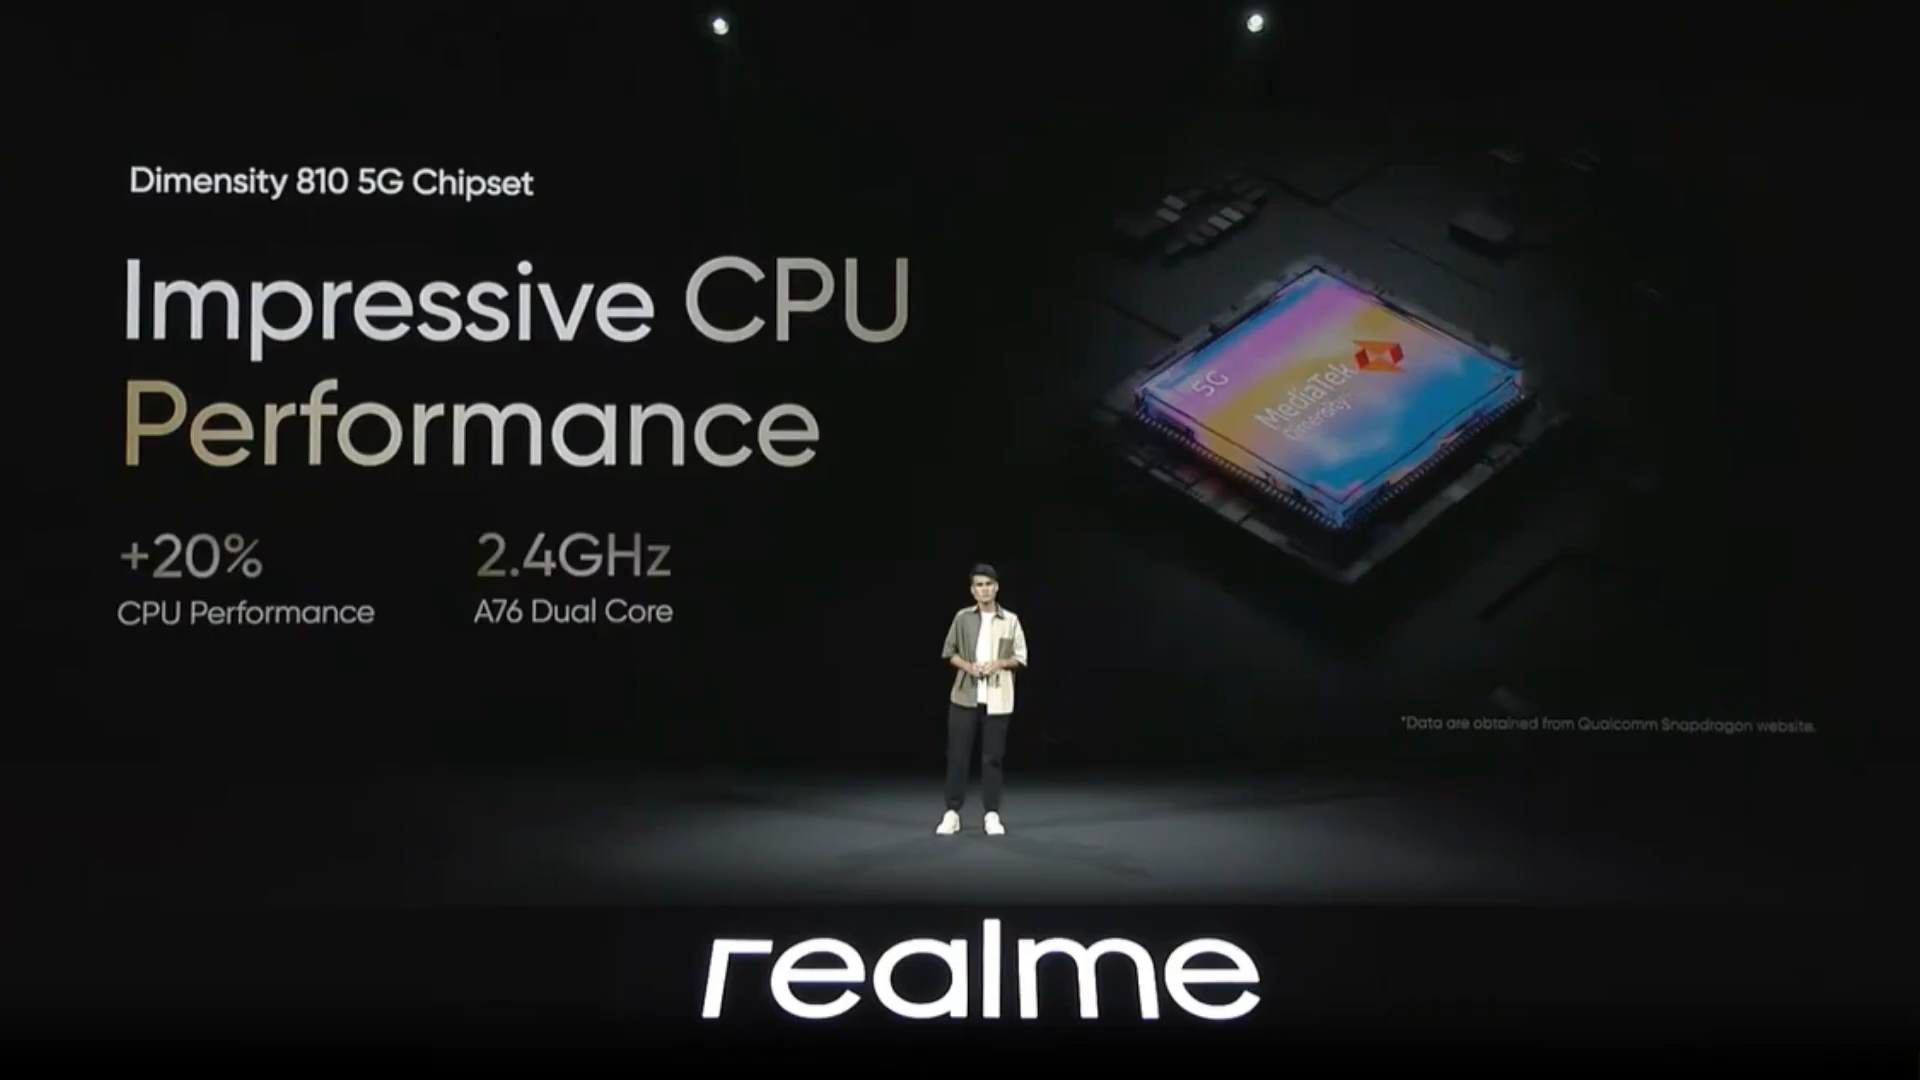 Dimensity 810 5G Chipset
Impressive CPU
Performance
+20%
CPU Performance
2.4GHz
A76 Dual Core
5G
MediaTek
Dimensity
*Data are obtained from Qualcomm Snapdragon website.
realme